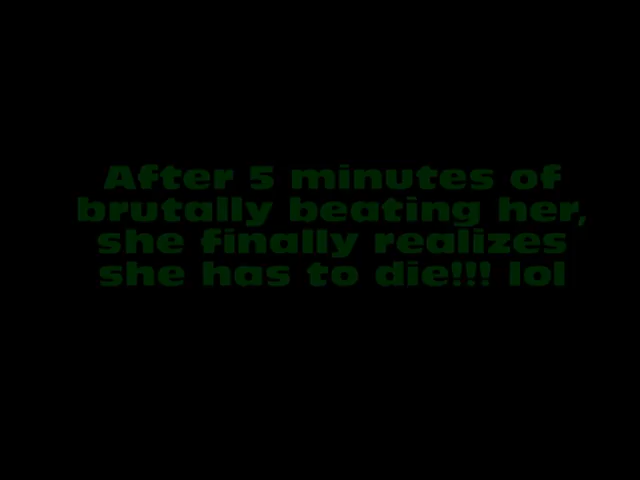 After 5 minutes of
brutally beating her,
she finally realizes
she has to die!!! lol